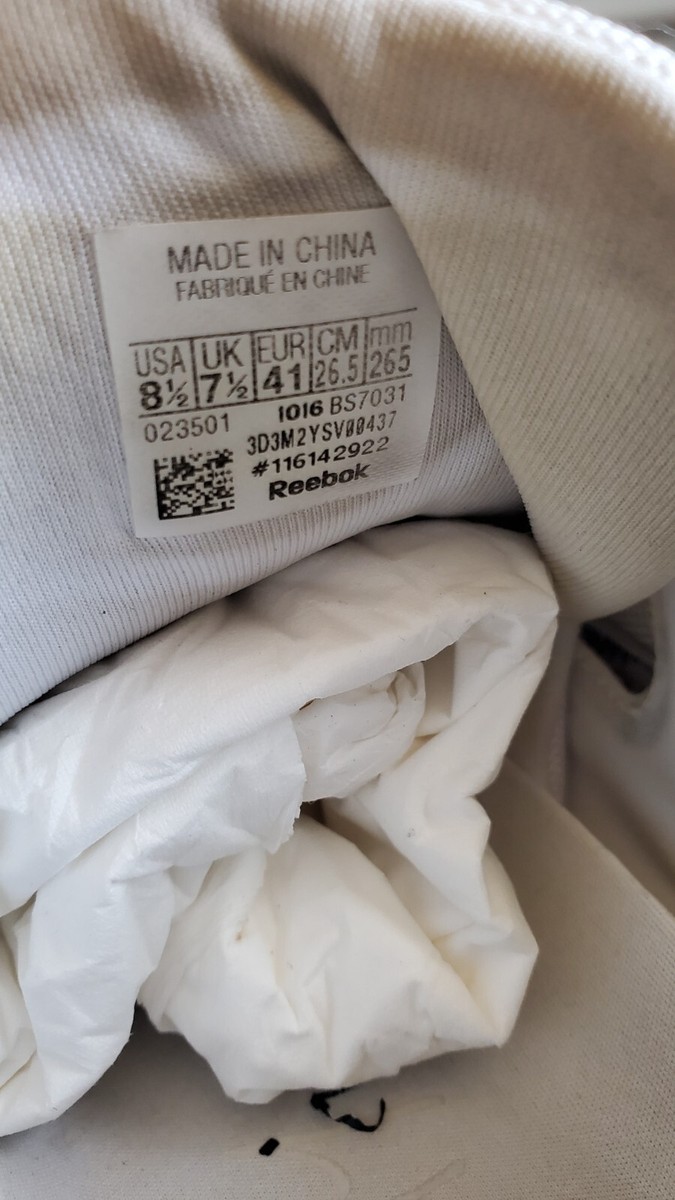 MADE IN CHINA
FABRIQUÉ EN CHINE
USA UK EUR CM mm
8½ 7½ 41 26.5 265
023501 1016 BS7031
3D3M2YSV00437
#116142922
Reebok